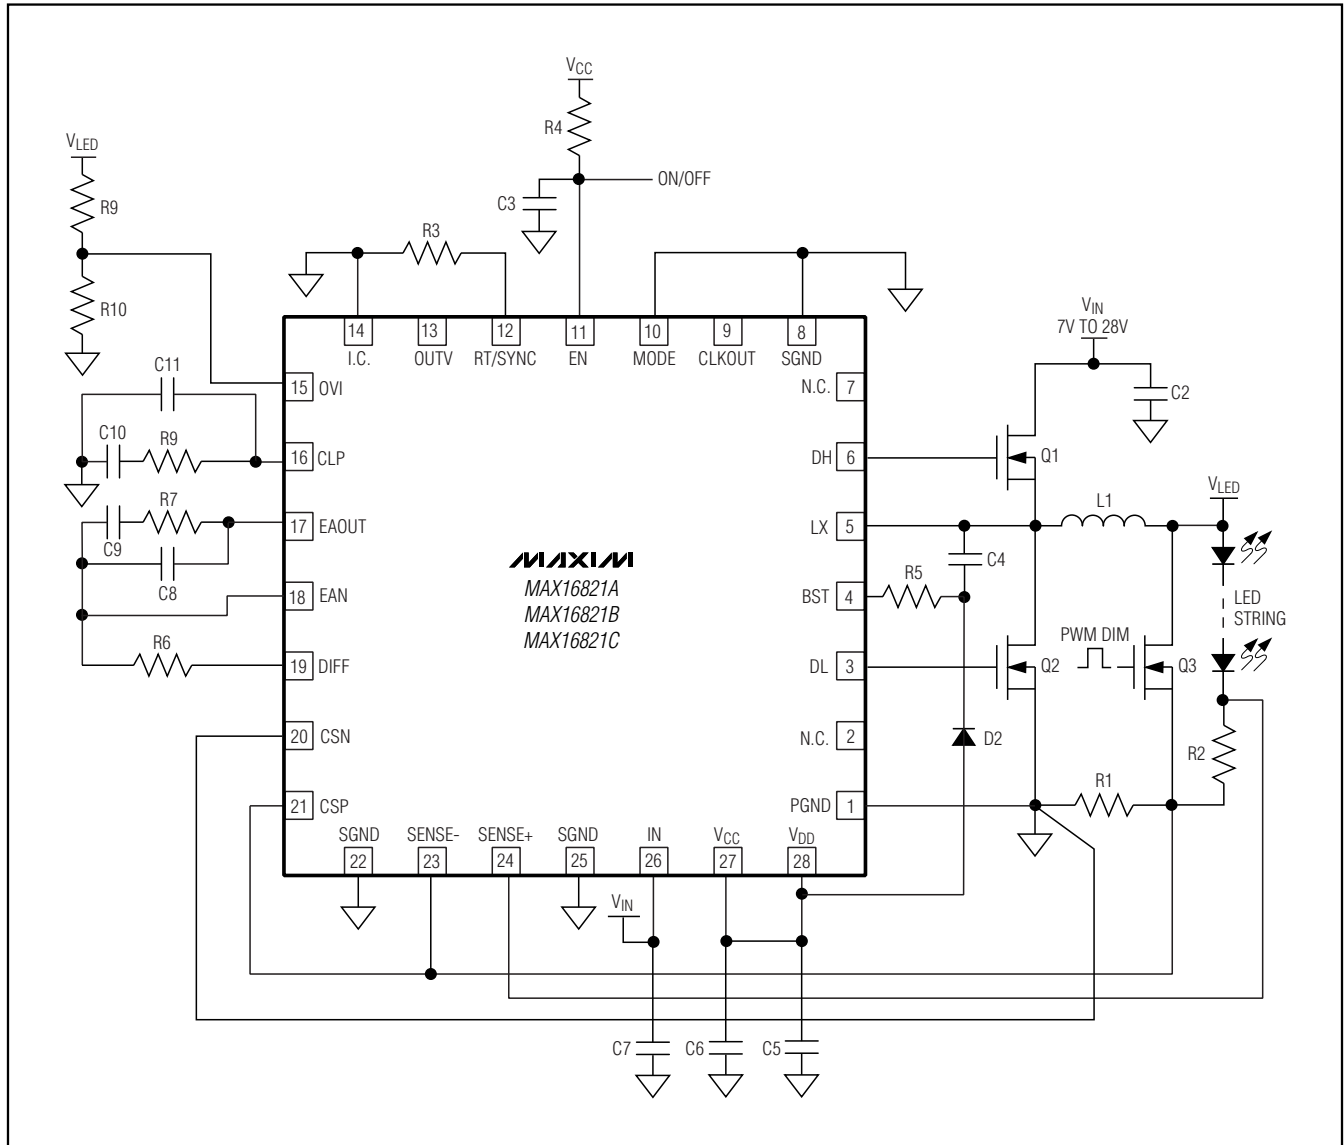 VCC
R4
ON/OFF
C3
VLED
R9
R10
R3
14
13
12
11
10
9
8
I.C.
OUTV
RT/SYNC
EN
MODE
CLKOUT
SGND
VIN
7V TO 28V
C2
C11
C10
R9
R7
C9
C8
R6
15 OVI
16 CLP
17 EAOUT
18 EAN
19 DIFF
20 CSN
21 CSP
MAXIM
MAX16821A
MAX16821B
MAX16821C
N.C. 7
DH 6
LX 5
BST 4
DL 3
N.C. 2
PGND 1
Q1
L1
VLED
C4
R5
LED
STRING
PWM DIM
Q2
Q3
D2
R2
R1
SGND
SENSE-
SENSE+
SGND
IN
VCC
VDD
22
23
24
25
26
27
28
VIN
C7
C6
C5